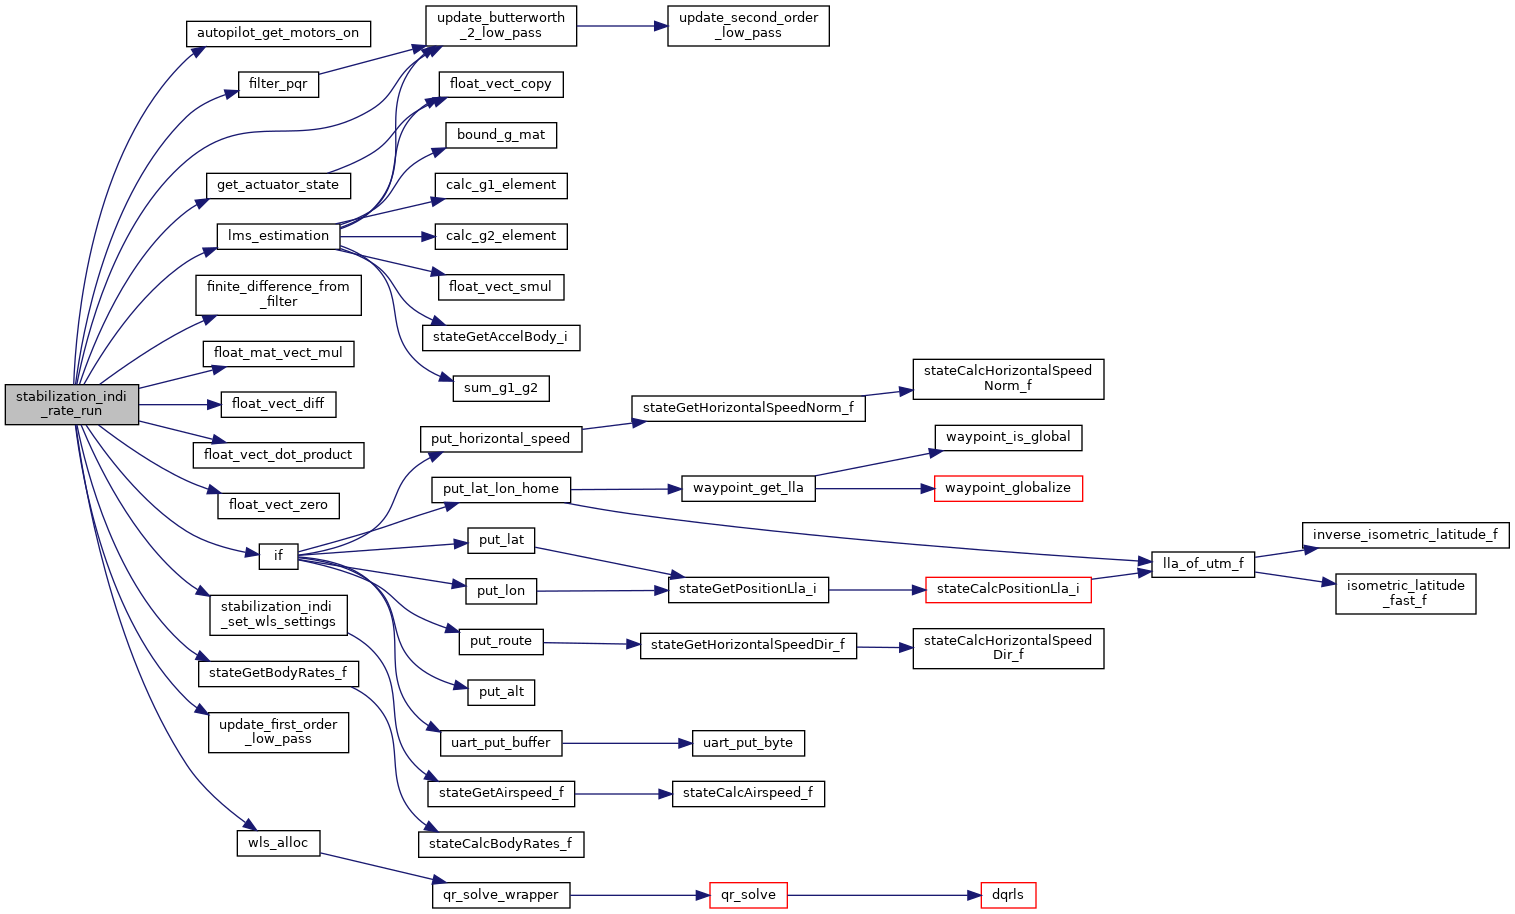 stabilization_indi
_rate_run
autopilot_get_motors_on
filter_pqr
get_actuator_state
lms_estimation
finite_difference_from
_filter
float_mat_vect_mul
float_vect_diff
float_vect_dot_product
float_vect_zero
if
stabilization_indi
_set_wls_settings
stateGetBodyRates_f
update_first_order
_low_pass
wls_alloc
update_butterworth
_2_low_pass
float_vect_copy
bound_g_mat
calc_g1_element
calc_g2_element
float_vect_smul
stateGetAccelBody_i
sum_g1_g2
put_horizontal_speed
put_lat_lon_home
put_lat
put_lon
put_route
put_alt
uart_put_buffer
stateGetAirspeed_f
stateCalcBodyRates_f
qr_solve_wrapper
update_second_order
_low_pass
stateGetHorizontalSpeedNorm_f
waypoint_get_lla
stateGetPositionLla_i
stateGetHorizontalSpeedDir_f
uart_put_byte
stateCalcAirspeed_f
qr_solve
stateCalcHorizontalSpeed
Norm_f
waypoint_is_global
waypoint_globalize
stateCalcPositionLla_i
stateCalcHorizontalSpeed
Dir_f
dqrls
lla_of_utm_f
inverse_isometric_latitude_f
isometric_latitude
_fast_f